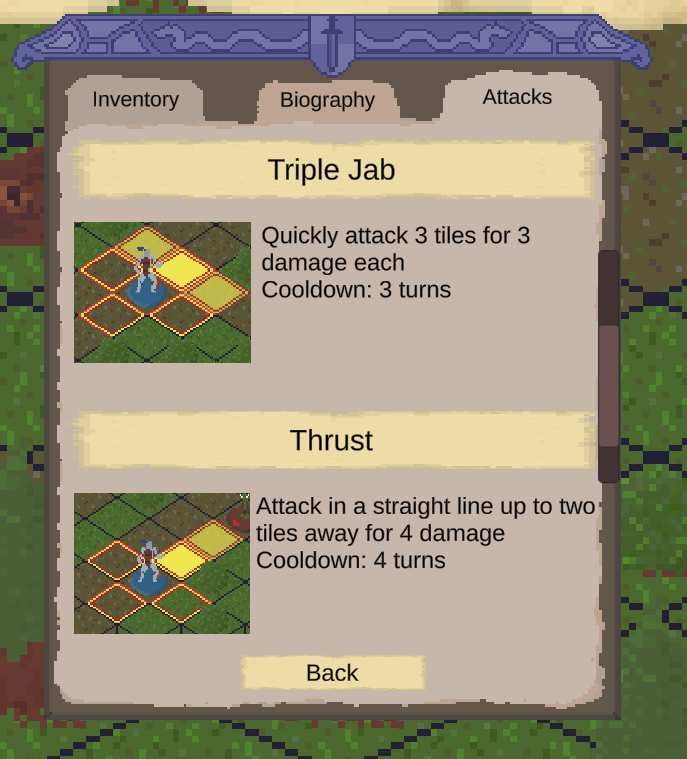 Inventory
Biography
Attacks
Triple Jab
Quickly attack 3 tiles for 3
damage each
Cooldown: 3 turns
Thrust
Attack in a straight line up to two
tiles away for 4 damage
Cooldown: 4 turns
Back